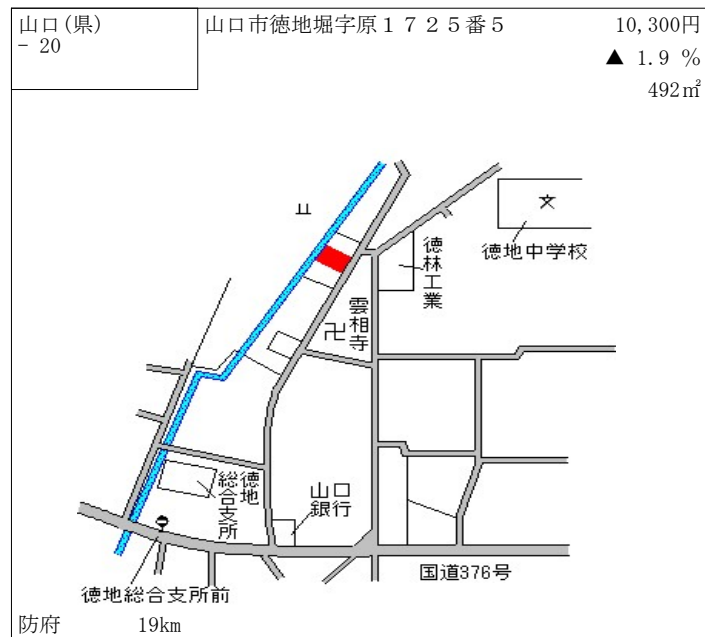 山口(県)
- 20
山口市徳地堀字原１７２５番５
10,300円
▲ 1.9 %
492㎡
文
徳地中学校
徳林工業
雲相寺
卍
徳地
総合支所
山口
銀行
国道376号
徳地総合支所前
防府
19km